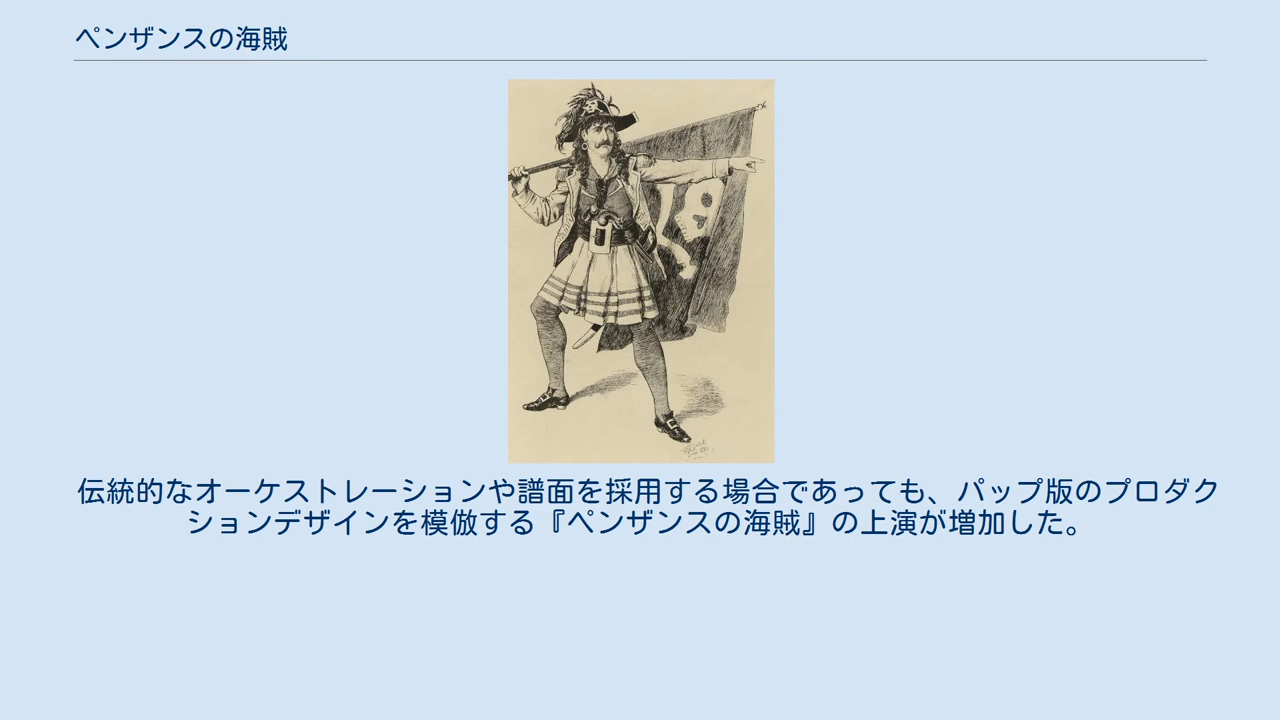 ペンザンスの海賊
伝統的なオーケストレーションや譜面を採用する場合であっても、パップ版のプロダク
ションデザインを模倣する『ペンザンスの海賊』の上演が増加した。